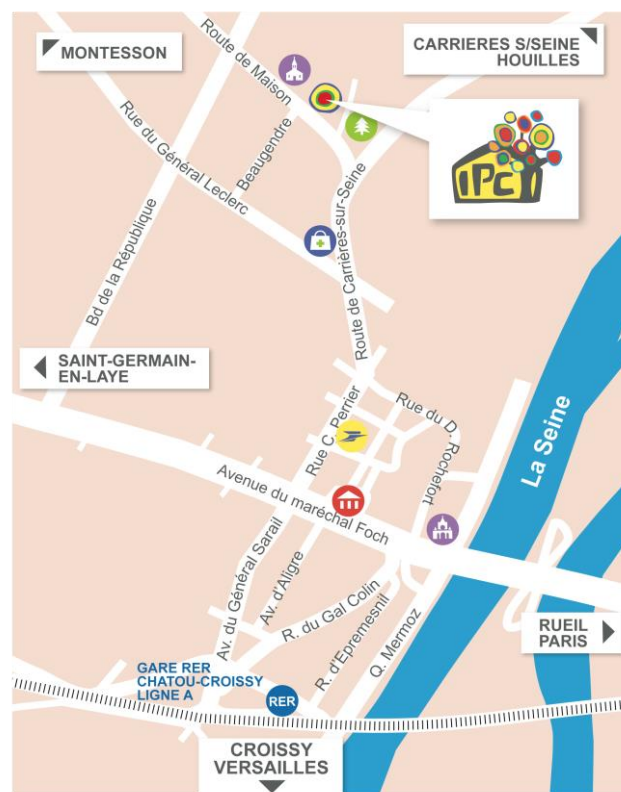 MONTESSON
CARRIERES S/SEINE
HOUILLES
Route de Maison
Rue du Général Leclerc
Beaugendre
IPC
Bd de la République
Route de Carrières-sur-Seine
SAINT-GERMAIN-
EN-LAYE
Rue C. Perrier
Rue du D. Rochefort
La Seine
Avenue du maréchal Foch
Av. du Général Sarail
Av. d'Aligre
R. du Gal Colin
R. d'Epremesnil
Q. Mermoz
RUEIL
PARIS
GARE RER
CHATOU-CROISSY
LIGNE A
RER
CROISSY
VERSAILLES